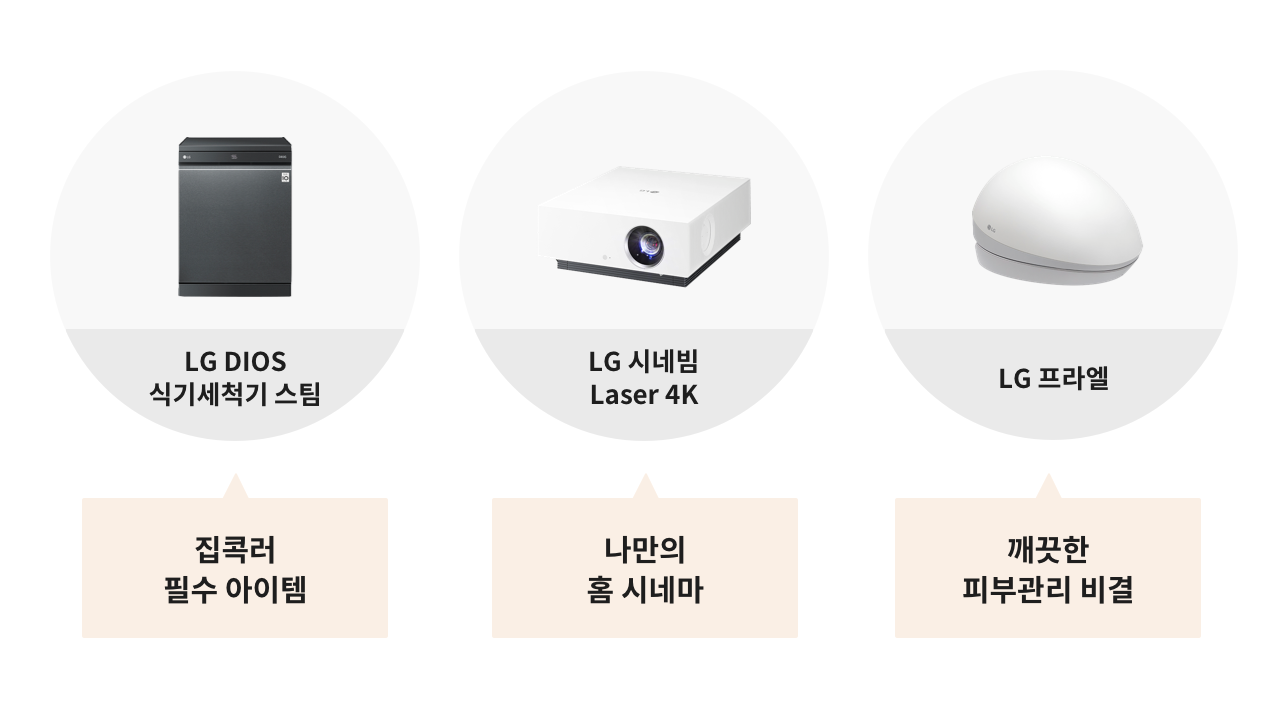 LG DIOS
식기세척기 스팀
LG 시네빔
Laser 4K
LG 프라엘
집콕러
필수 아이템
나만의
홈 시네마
깨끗한
피부관리 비결